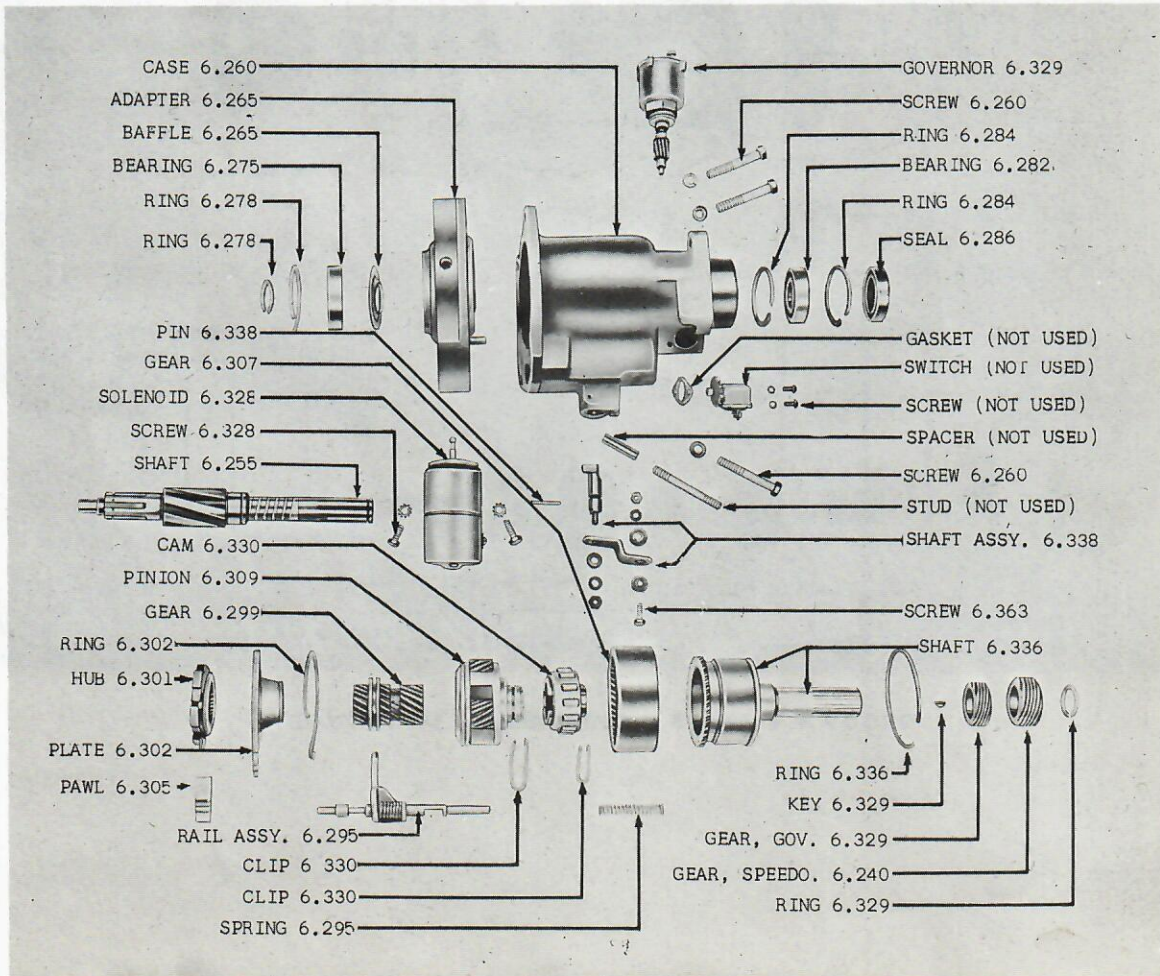 CASE 6.260
ADAPTER 6.265
BAFFLE 6.265
BEARING 6.275
RING 6.278
RING 6.278
PIN 6.338
GEAR 6.307
SOLENOID 6.328
SCREW 6.328
SHAFT 6.255
CAM 6.330
PINION 6.309
GEAR 6.299
RING 6.302
HUB 6.301
PLATE 6.302
PAWL 6.305
RAIL ASSY. 6.295
CLIP 6 330
CLIP 6.330
SPRING 6.295
GOVERNOR 6.329
SCREW 6.260
RING 6.284
BEARING 6.282
RING 6.284
SEAL 6.286
GASKET (NOT USED)
SWITCH (NOT USED)
SCREW (NOT USED)
SPACER (NOT USED)
SCREW 6.260
STUD (NOT USED)
SHAFT ASSY. 6.338
SCREW 6.363
SHAFT 6.336
RING 6.336
KEY 6.329
GEAR, GOV. 6.329
GEAR, SPEEDO. 6.240
RING 6.329